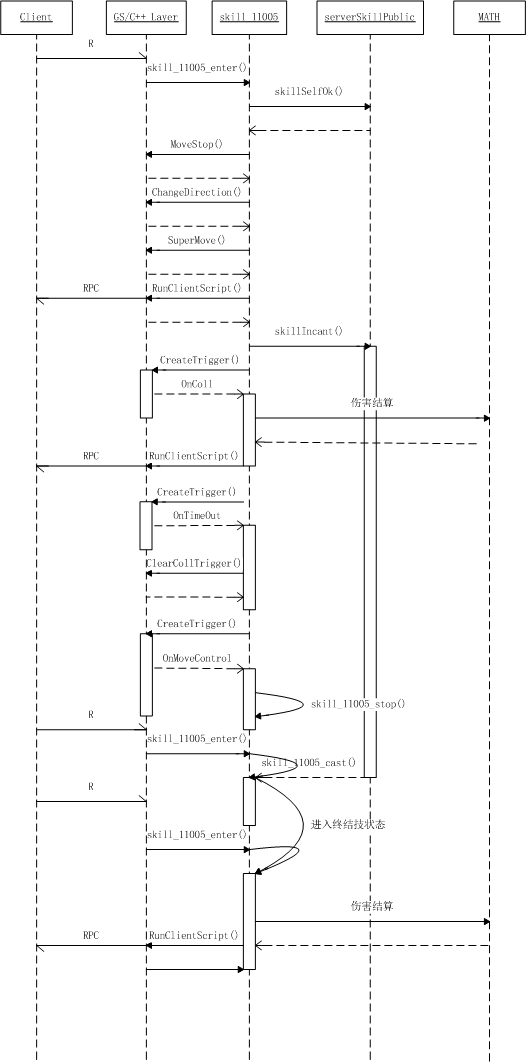 Client GS/C++ Layer skill_11005 serverSkillPublic MATH
R
skill_11005_enter()
skillSelfOk()
MoveStop()
ChangeDirection()
SuperMove()
RPC RunClientScript()
skillIncant()
CreateTrigger()
OnColl
伤害结算
RPC RunClientScript()
CreateTrigger()
OnTimeOut
ClearCollTrigger()
CreateTrigger()
OnMoveControl
skill_11005_stop()
R
skill_11005_enter()
skill_11005_cast()
R
进入终结技状态
skill_11005_enter()
伤害结算
RPC RunClientScript()